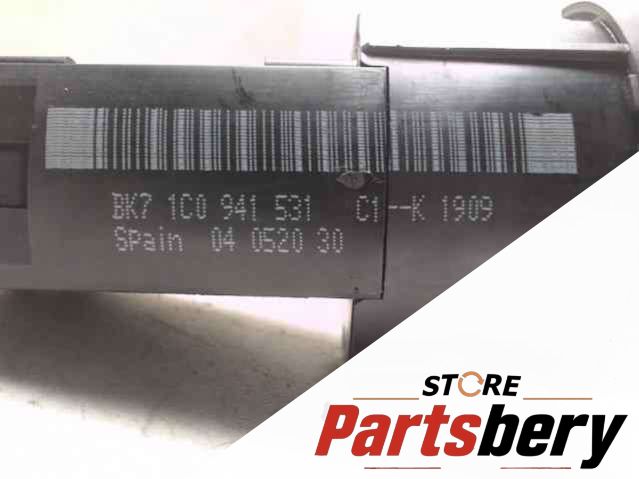 BK7 1C0 941 531 C1--K 1909
Spain 04 0520 30
STORE
Partsbery